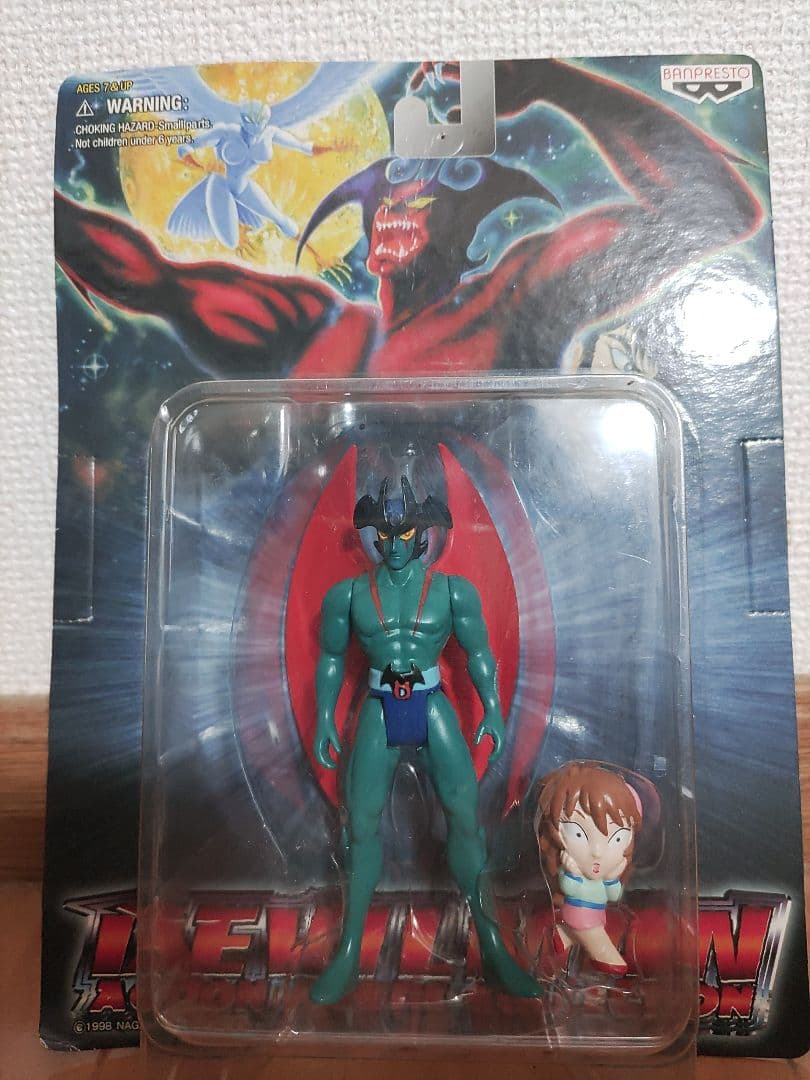 AGES 7 & UP
⚠ WARNING:
CHOKING HAZARD-Small parts.
Not children under 6 years.
BANPRESTO
D
DEVILMAN
©1998 NAG